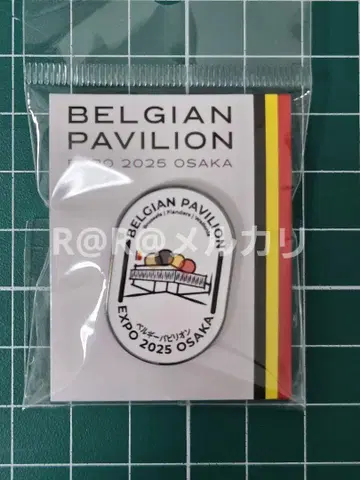 BELGIAN
PAVILION
EXPO 2025 OSAKA
R@R@メルカリ
BELGIAN PAVILION
Brussels | Flanders | Wallonia
ベルギーパビリオン
EXPO 2025 OSAKA